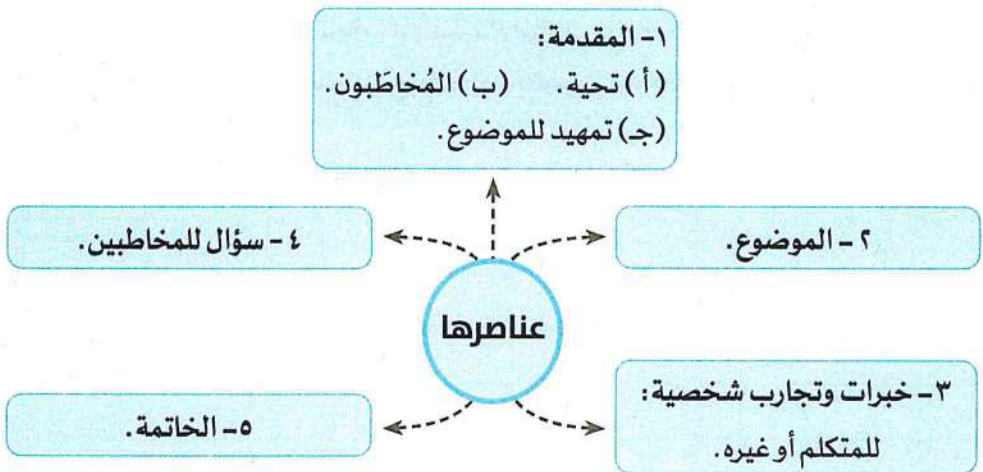 ١- المقدمة:
(أ) تحية. (ب) المُخاطَبون.
(جـ) تمهيد للموضوع.
٢- الموضوع.
٤- سؤال للمخاطبين.
عناصرها
٣- خبرات وتجارب شخصية:
للمتكلم أو غيره.
٥- الخاتمة.